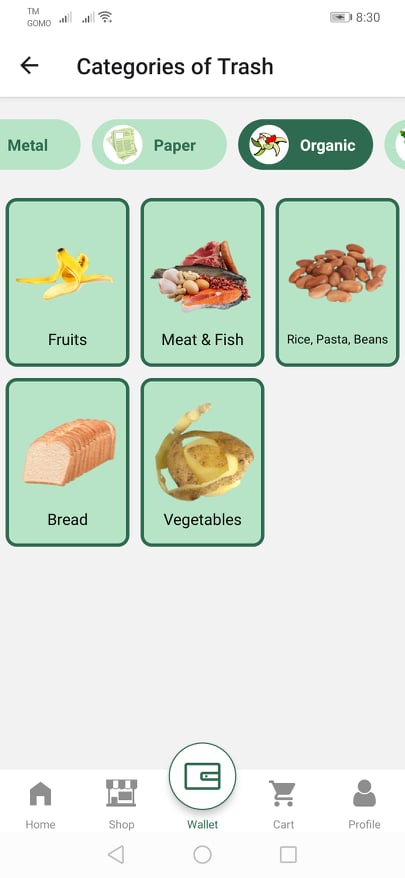 TM
GOMO
8:30
Categories of Trash
Metal
Paper
Organic
Fruits
Meat & Fish
Rice, Pasta, Beans
Bread
Vegetables
Home
Shop
Wallet
Cart
Profile